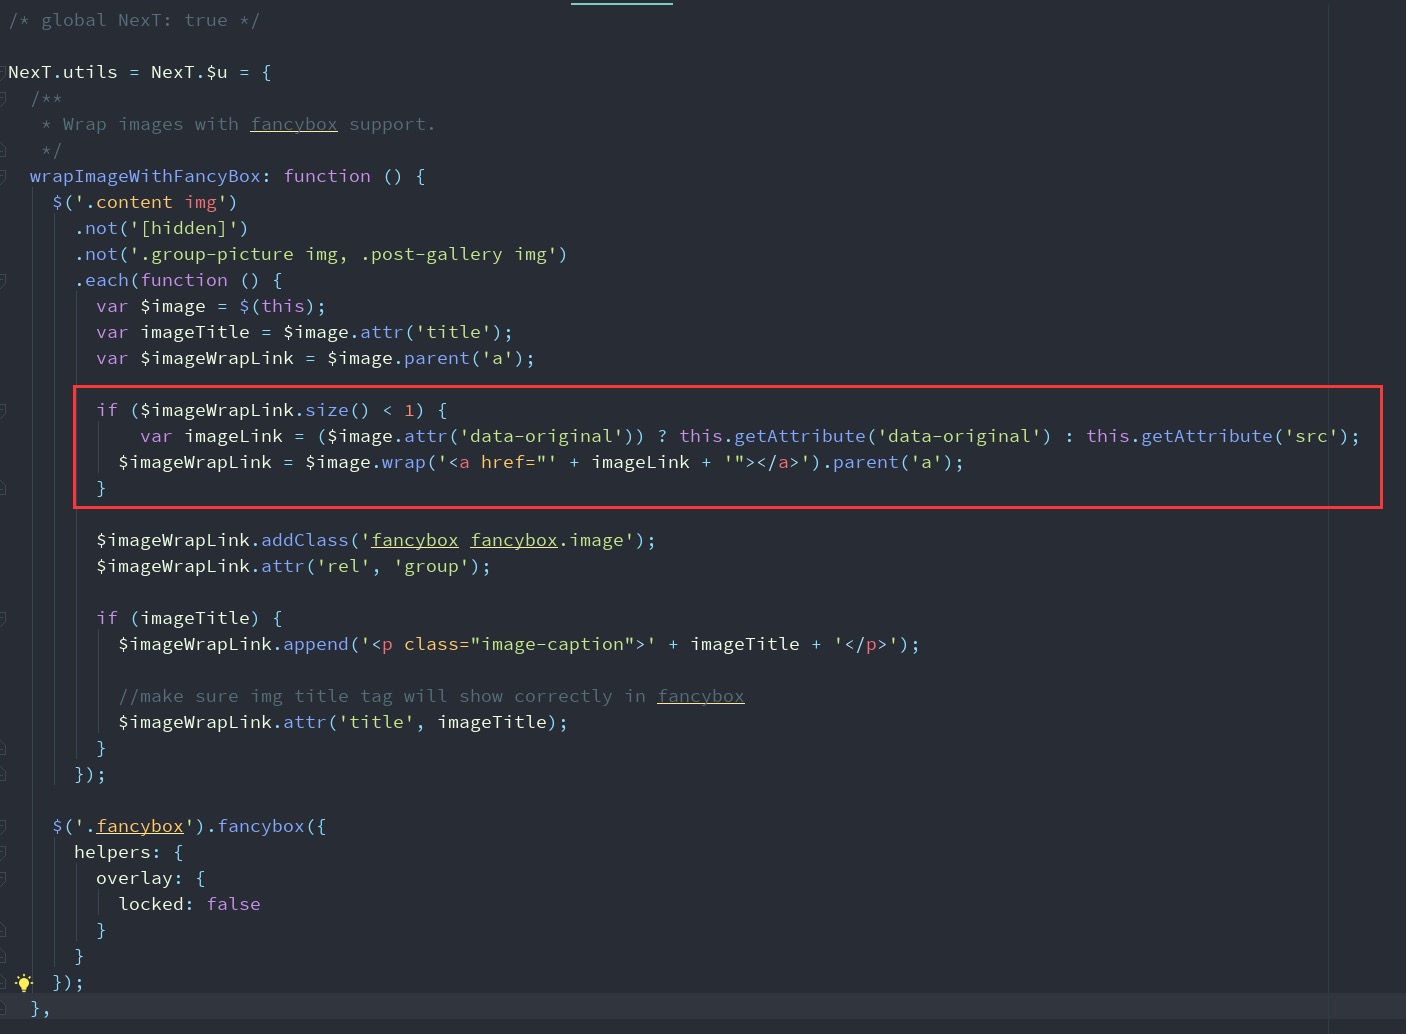 /* global NexT: true */
NexT.utils = NexT.$u = {
/**
* Wrap images with fancybox support.
*/
wrapImageWithFancyBox: function () {
$('.content img')
.not('[hidden]')
.not('.group-picture img, .post-gallery img')
.each(function () {
var $image = $(this);
var imageTitle = $image.attr('title');
var $imageWrapLink = $image.parent('a');
if ($imageWrapLink.size() < 1) {
var imageLink = ($image.attr('data-original')) ? this.getAttribute('data-original') : this.getAttribute('src');
$imageWrapLink = $image.wrap('<a href="' + imageLink + '"></a>').parent('a');
}
$imageWrapLink.addClass('fancybox fancybox.image');
$imageWrapLink.attr('rel', 'group');
if (imageTitle) {
$imageWrapLink.append('<p class="image-caption">' + imageTitle + '</p>');
//make sure img title tag will show correctly in fancybox
$imageWrapLink.attr('title', imageTitle);
}
});
$('.fancybox').fancybox({
helpers: {
overlay: {
locked: false
}
}
});
},